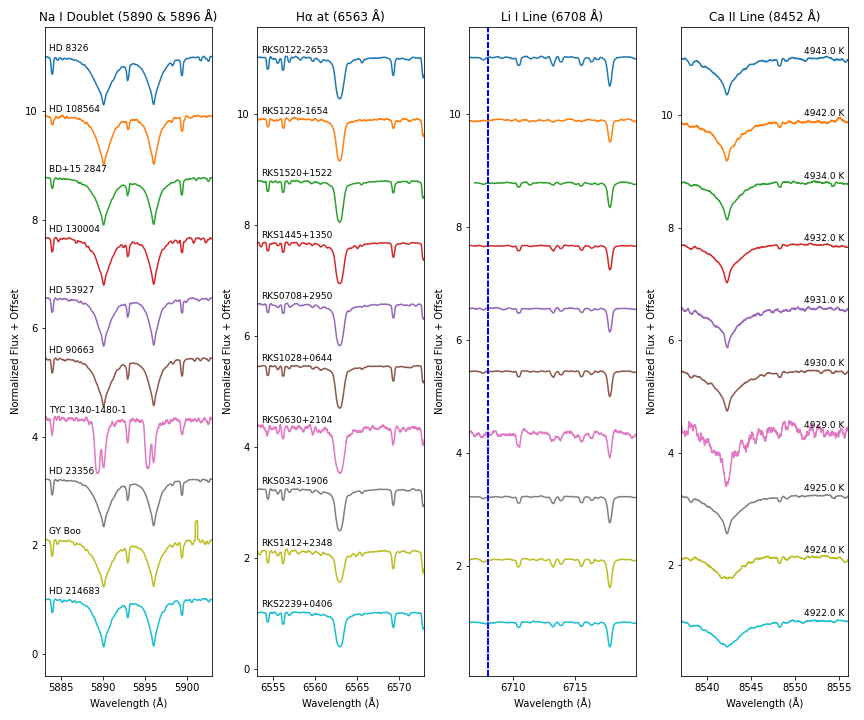 Na I Doublet (5890 & 5896 Å)
Normalized Flux + Offset
10
8
6
4
2
0
HD 8326
HD 108564
BD+15 2847
HD 130004
HD 53927
HD 90663
TYC 1340-1480-1
HD 23356
GY Boo
HD 214683
5885 5890 5895 5900
Wavelength (Å)
Hα at (6563 Å)
Normalized Flux + Offset
10
8
6
4
2
0
RKS0122-2653
RKS1228-1654
RKS1520+1522
RKS1445+1350
RKS0708+2950
RKS1028+0644
RKS0630+2104
RKS0343-1906
RKS1412+2348
RKS2239+0406
6555 6560 6565 6570
Wavelength (Å)
Li I Line (6708 Å)
Normalized Flux + Offset
10
8
6
4
2
6710 6715
Wavelength (Å)
Ca II Line (8452 Å)
Normalized Flux + Offset
10
8
6
4
2
4943.0 K
4942.0 K
4934.0 K
4932.0 K
4931.0 K
4930.0 K
4929.0 K
4925.0 K
4924.0 K
4922.0 K
8540 8545 8550 8555
Wavelength (Å)